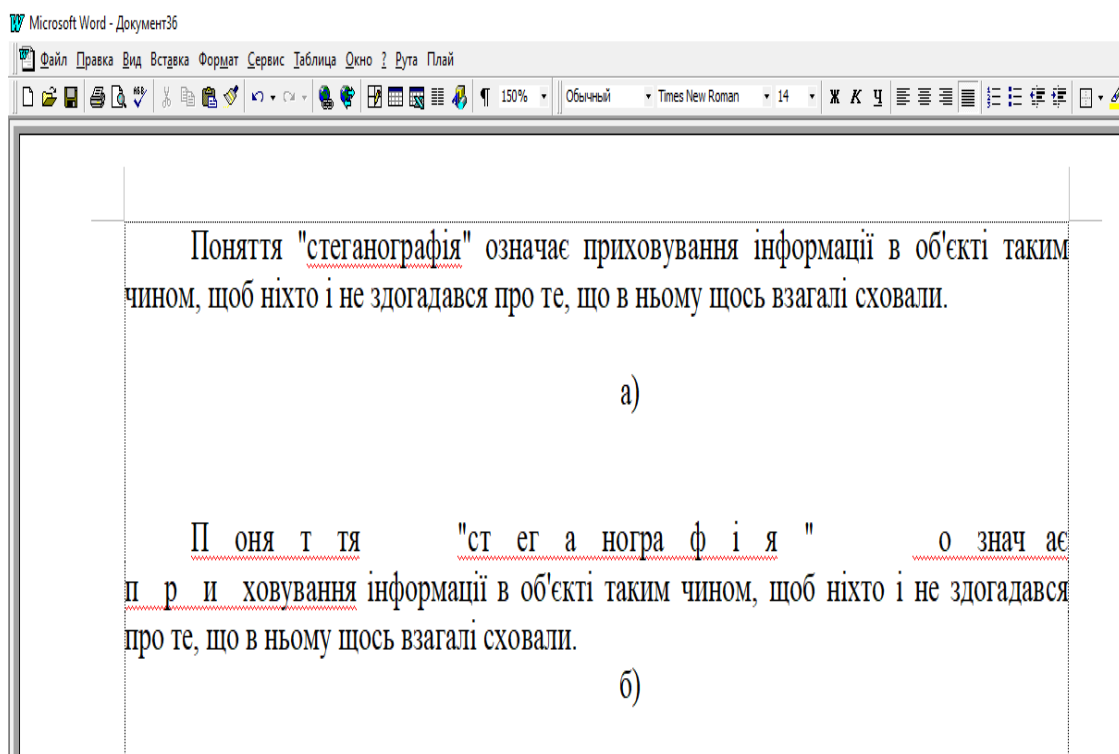 Microsoft Word - Документ36
Файл Правка Вид Вставка Формат Сервис Таблица Окно ? Рута Плай
150% Обычный Times New Roman 14 Ж К Ч
Поняття "стеганографія" означає приховування інформації в об'єкті таким
чином, щоб ніхто і не здогадався про те, що в ньому щось взагалі сховали.
а)
П оня т тя "ст ег а ногра ф і я " о знач ає
п р и ховування інформації в об'єкті таким чином, щоб ніхто і не здогадався
про те, що в ньому щось взагалі сховали.
б)